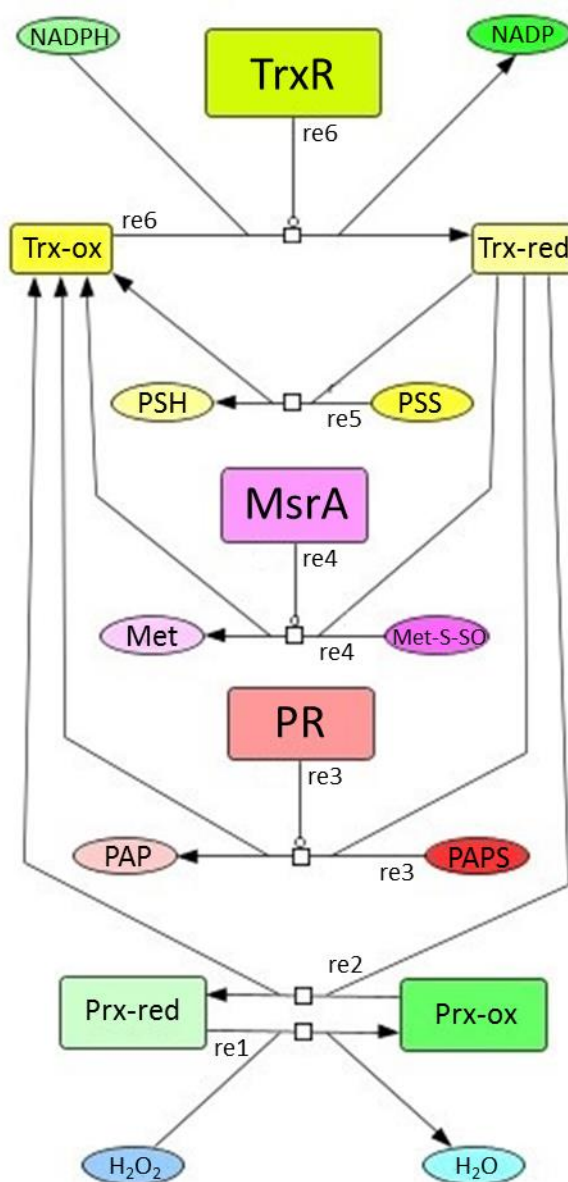 NADPH
TrxR
NADP
re6
re6
Trx-ox
Trx-red
PSH
PSS
re5
MsrA
re4
Met
Met-S-SO
re4
PR
re3
PAP
PAPS
re3
re2
Prx-red
Prx-ox
re1
H₂O₂
H₂O